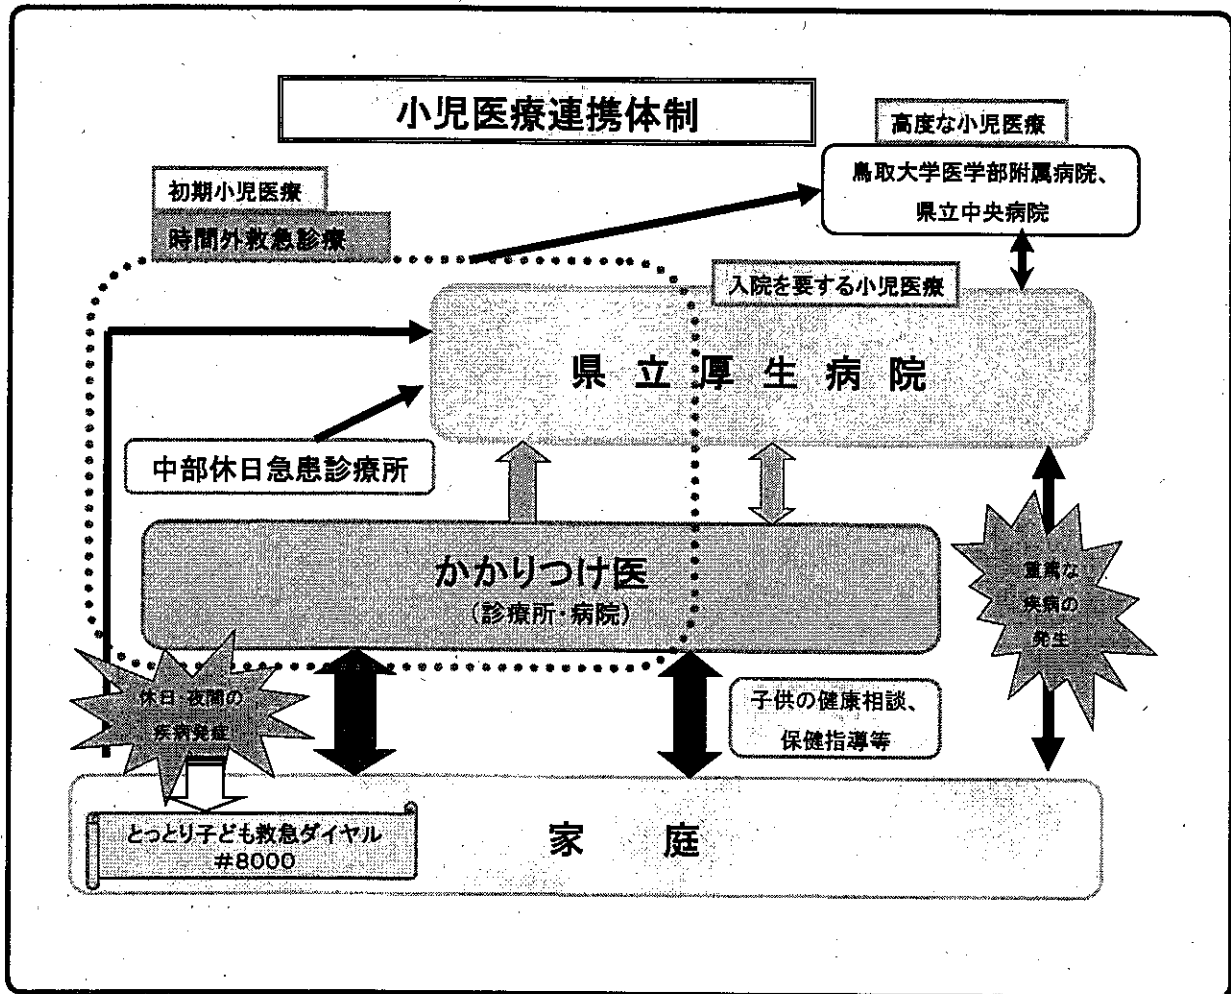 小児医療連携体制
高度な小児医療
鳥取大学医学部附属病院、
県立中央病院
初期小児医療
時間外救急診療
入院を要する小児医療
県立厚生病院
中部休日急患診療所
かかりつけ医
(診療所・病院)
重篤な
疾病の
発生
休日・夜間の
疾病発症
子供の健康相談、
保健指導等
とっとり子ども救急ダイヤル
#8000
家庭